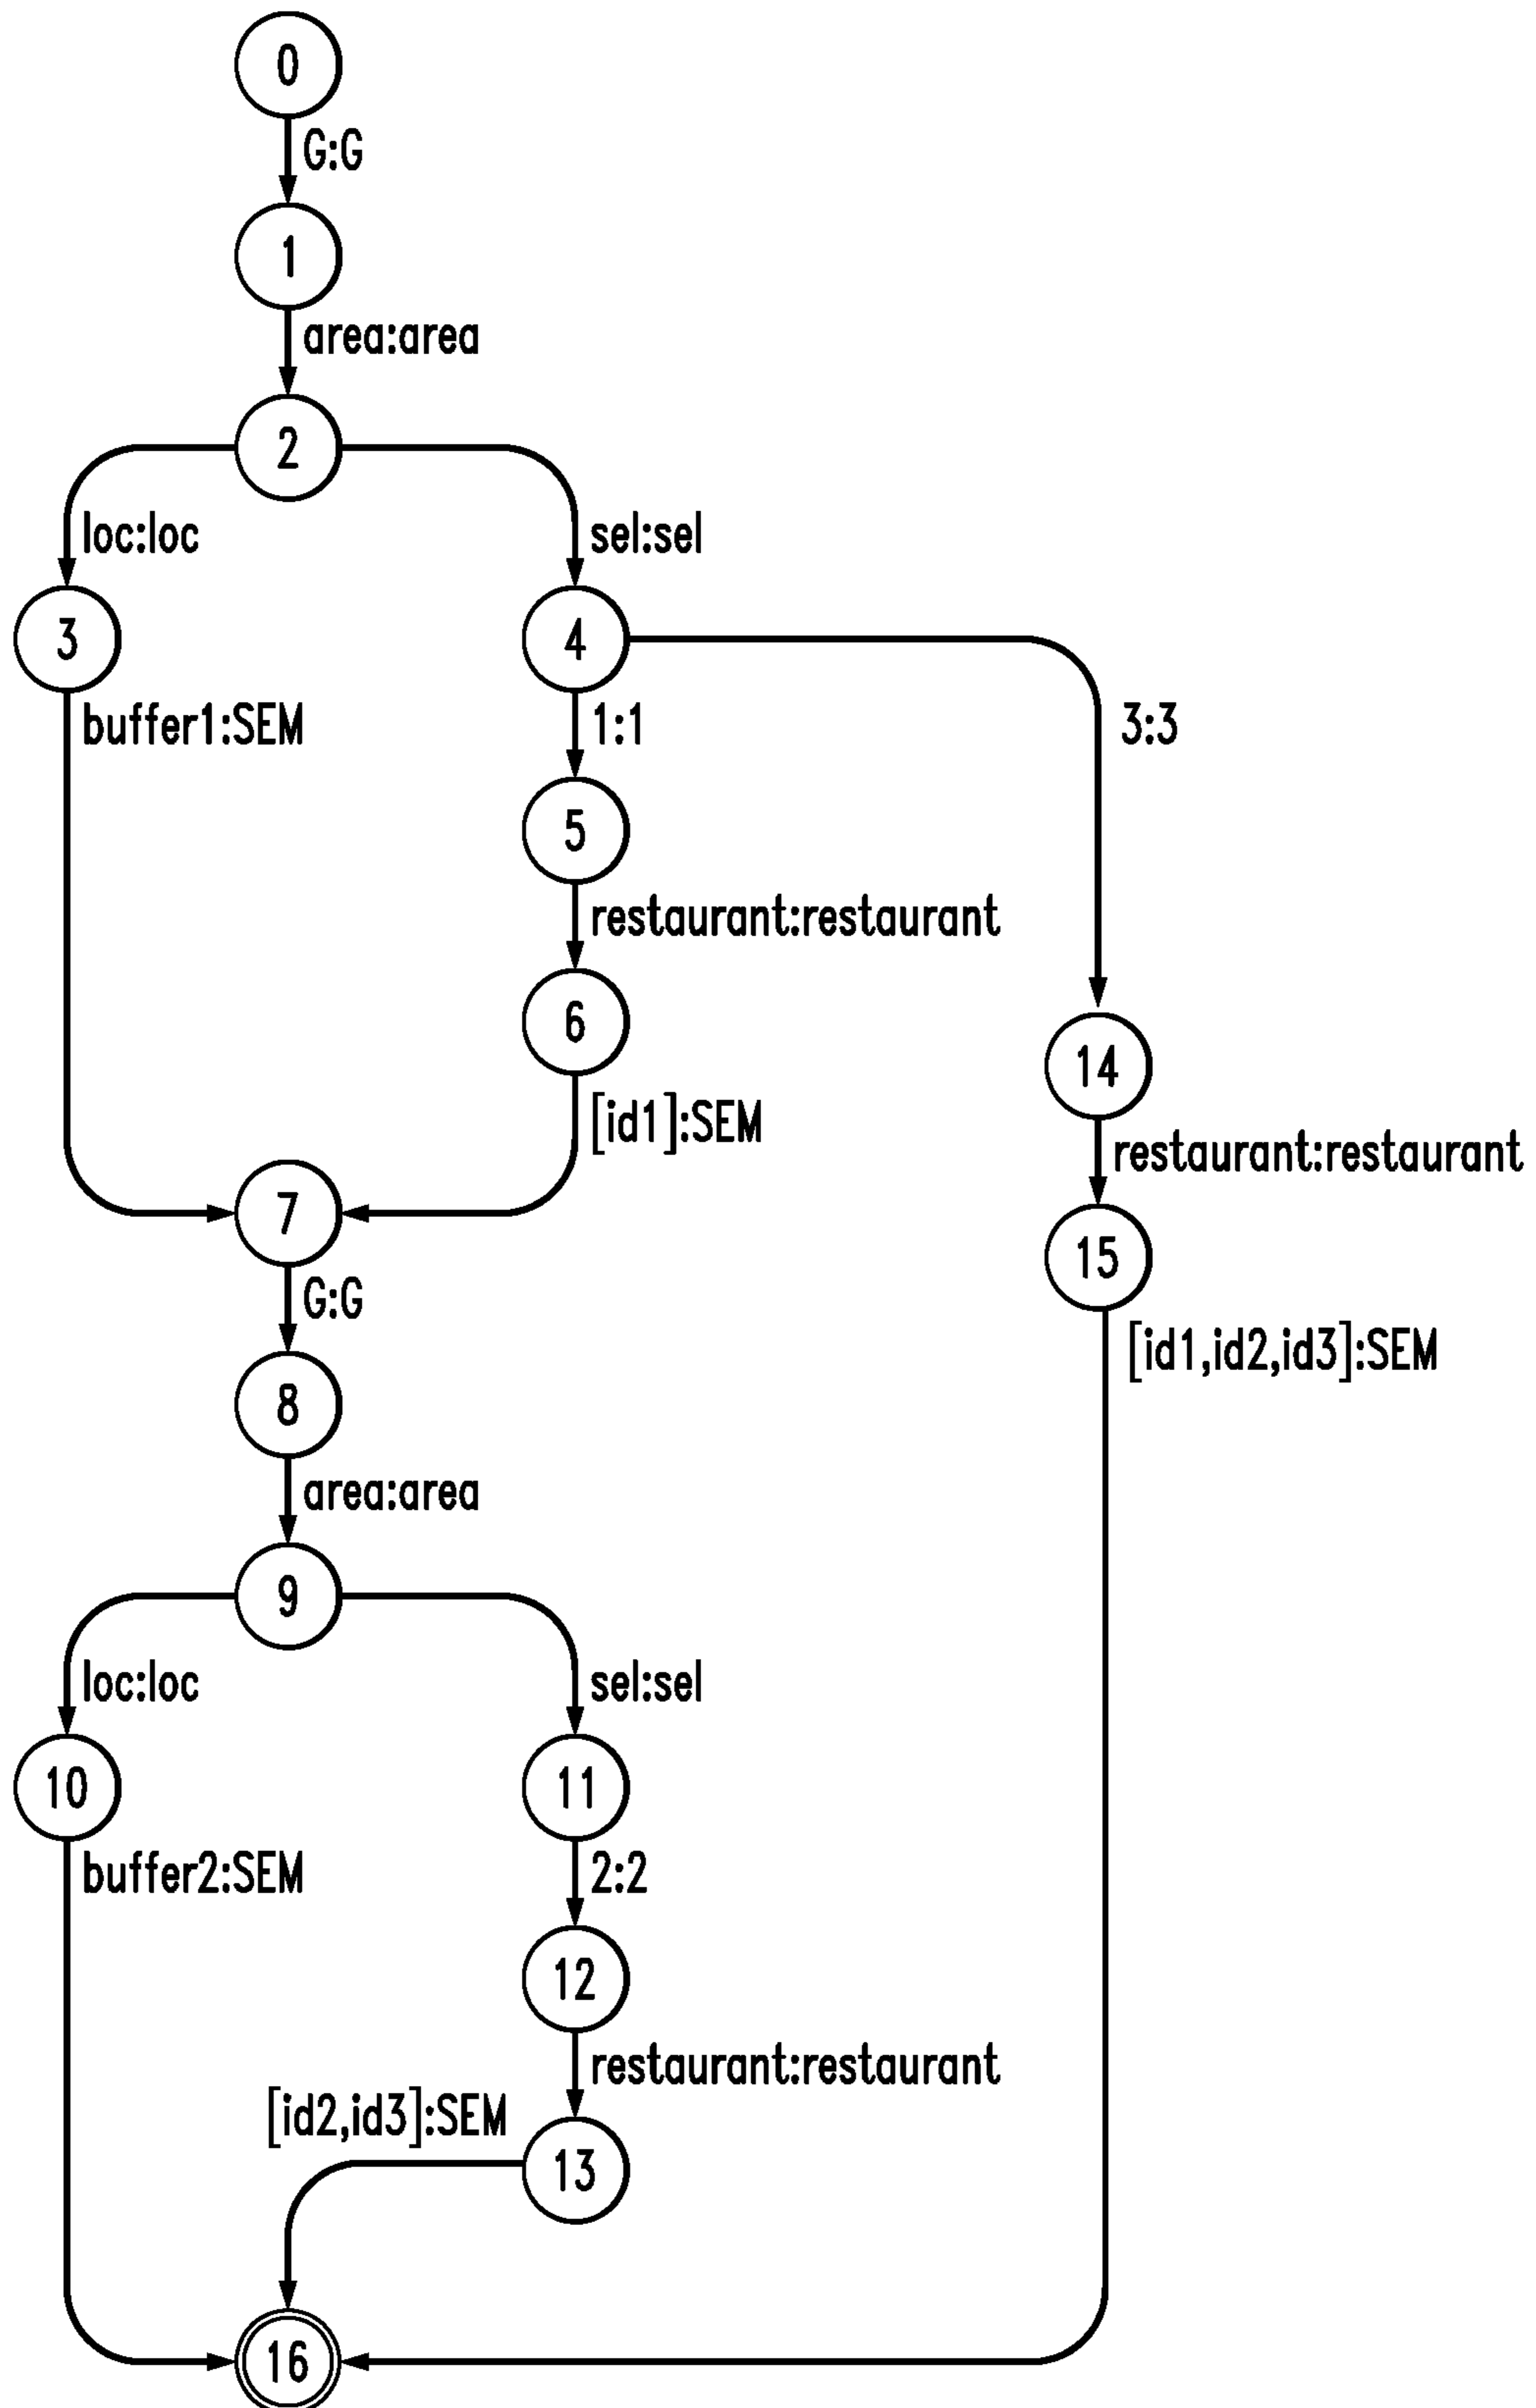 0
G:G
1
area:area
2
loc:loc
sel:sel
3
4
buffer1:SEM
1:1
3:3
5
restaurant:restaurant
6
14
[id1]:SEM
restaurant:restaurant
7
15
G:G
[id1,id2,id3]:SEM
8
area:area
9
loc:loc
sel:sel
10
11
buffer2:SEM
2:2
12
restaurant:restaurant
[id2,id3]:SEM
13
16